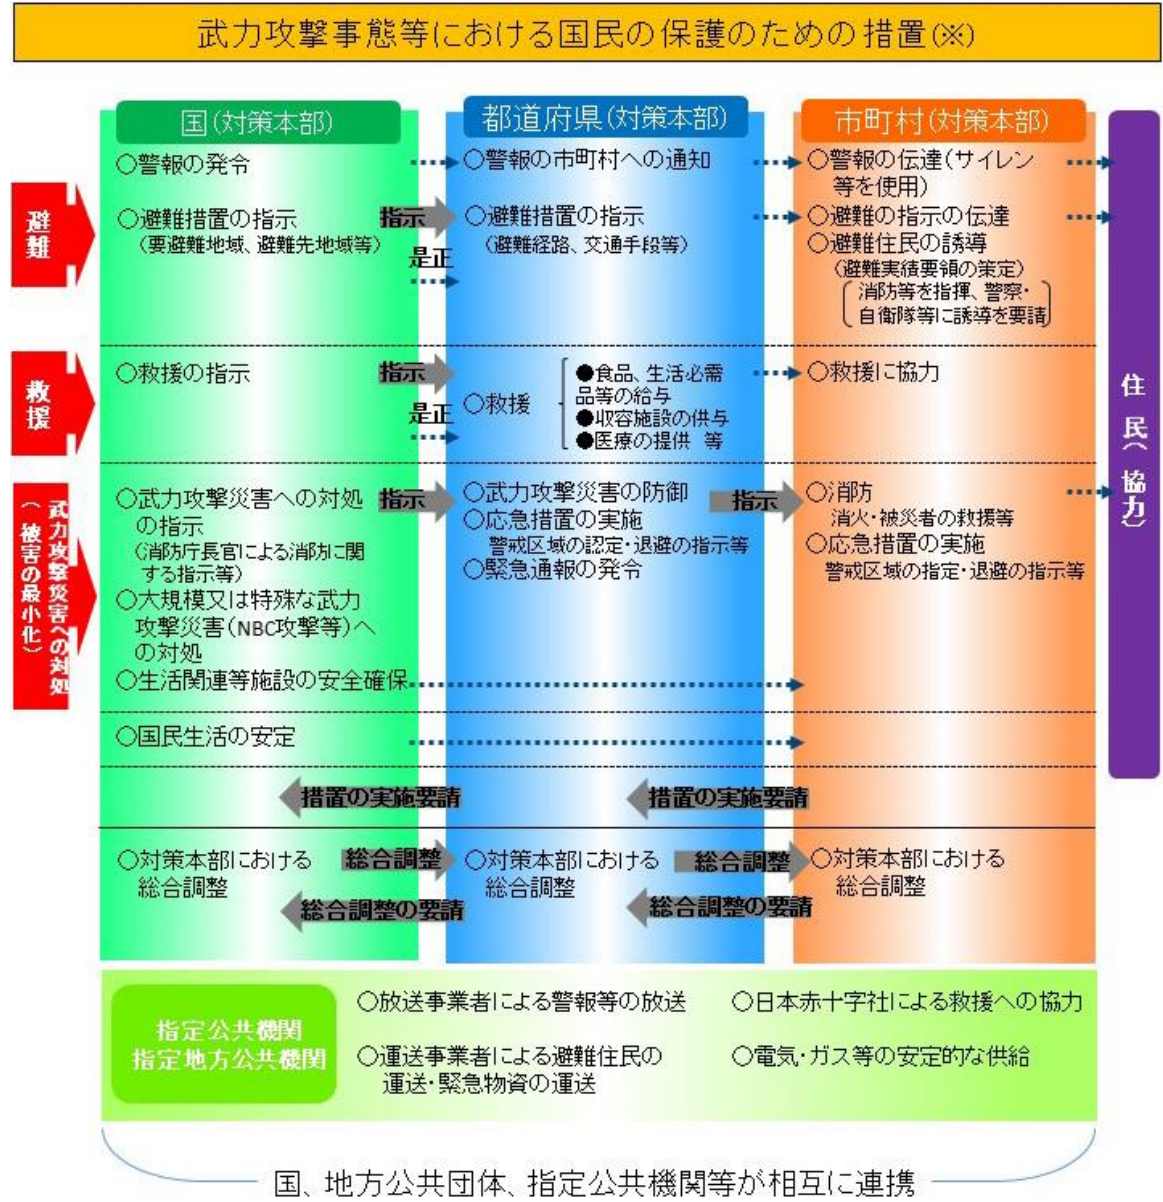 武力攻撃事態等における国民の保護のための措置(※)
国(対策本部)
都道府県(対策本部)
市町村(対策本部)
避難
○警報の発令
○警報の市町村への通知
○警報の伝達(サイレン
等を使用)
○避難措置の指示
(要避難地域、避難先地域等)
指示
是正
○避難措置の指示
(避難経路、交通手段等)
○避難の指示の伝達
○避難住民の誘導
(避難実績要領の策定)
消防等を指揮、警察・
自衛隊等に誘導を要請
救援
○救援の指示
指示
是正
○救援
●食品、生活必需
品等の給与
●収容施設の供与
●医療の提供 等
○救援に協力
武力攻撃災害への対処
(被害の最小化)
○武力攻撃災害への対処
の指示
(消防庁長官による消防に関
する指示等)
○大規模又は特殊な武力
攻撃災害(NBC攻撃等)へ
の対処
○生活関連等施設の安全確保
指示
○武力攻撃災害の防御
○応急措置の実施
警戒区域の認定・退避の指示等
○緊急通報の発令
指示
○消防
消火・被災者の救援等
○応急措置の実施
警戒区域の指定・退避の指示等
○国民生活の安定
措置の実施要請
措置の実施要請
○対策本部における
総合調整
総合調整
総合調整の要請
○対策本部における
総合調整
総合調整
総合調整の要請
○対策本部における
総合調整
住民(協力)
指定公共機関
指定地方公共機関
○放送事業者による警報等の放送
○日本赤十字社による救援への協力
○運送事業者による避難住民の
運送・緊急物資の運送
○電気・ガス等の安定的な供給
国、地方公共団体、指定公共機関等が相互に連携